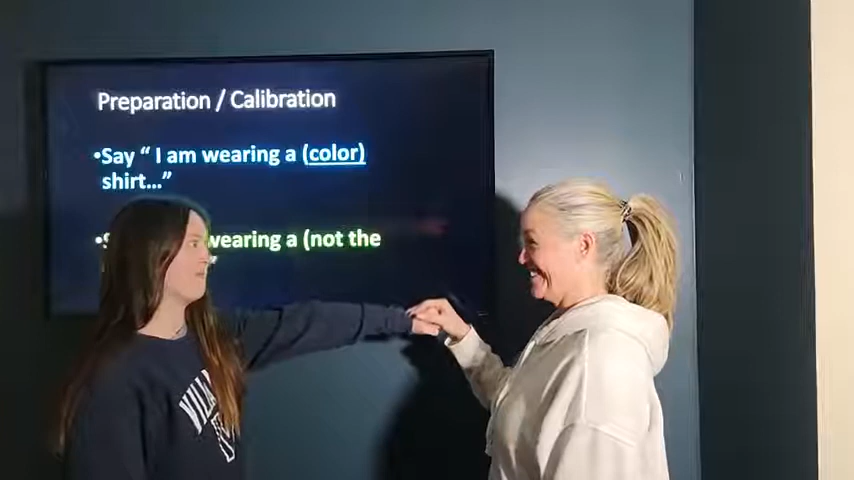 Preparation / Calibration
•Say “ I am wearing a (color)
shirt…”
wearing a (not the